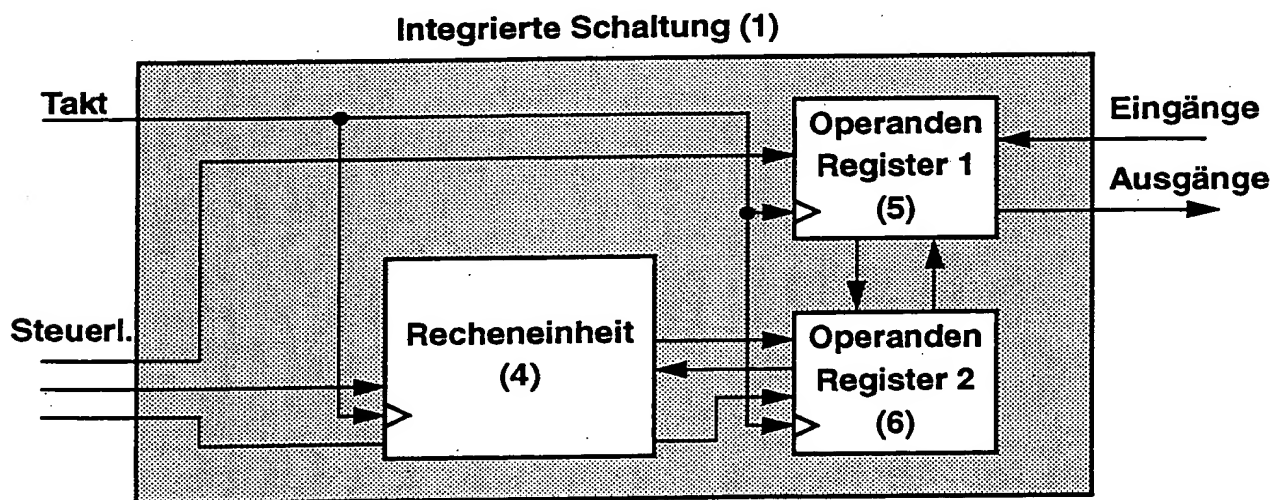 Integrierte Schaltung (1)
Takt
Operanden
Register 1
(5)
Eingänge
Ausgänge
Steuerl.
Recheneinheit
(4)
Operanden
Register 2
(6)